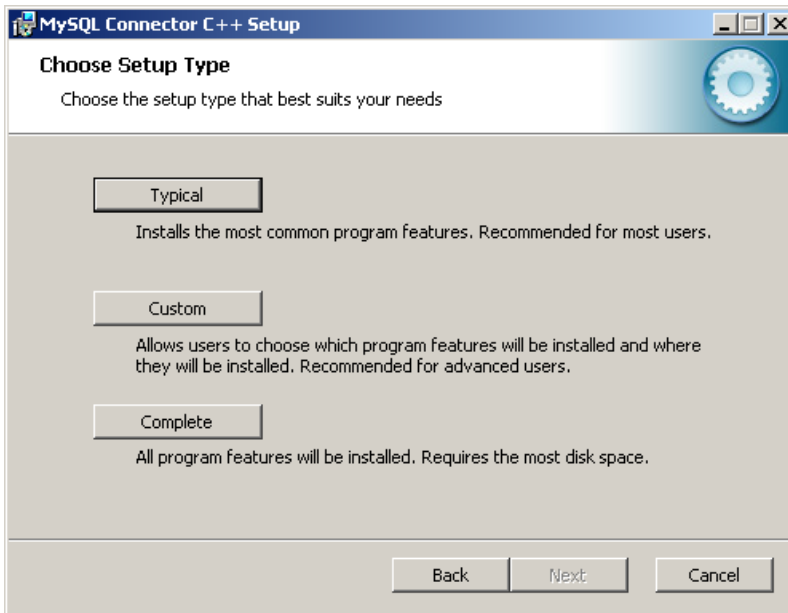 MySQL Connector C++ Setup
Choose Setup Type
Choose the setup type that best suits your needs
Typical
Installs the most common program features. Recommended for most users.
Custom
Allows users to choose which program features will be installed and where
they will be installed. Recommended for advanced users.
Complete
All program features will be installed. Requires the most disk space.
Back Next Cancel